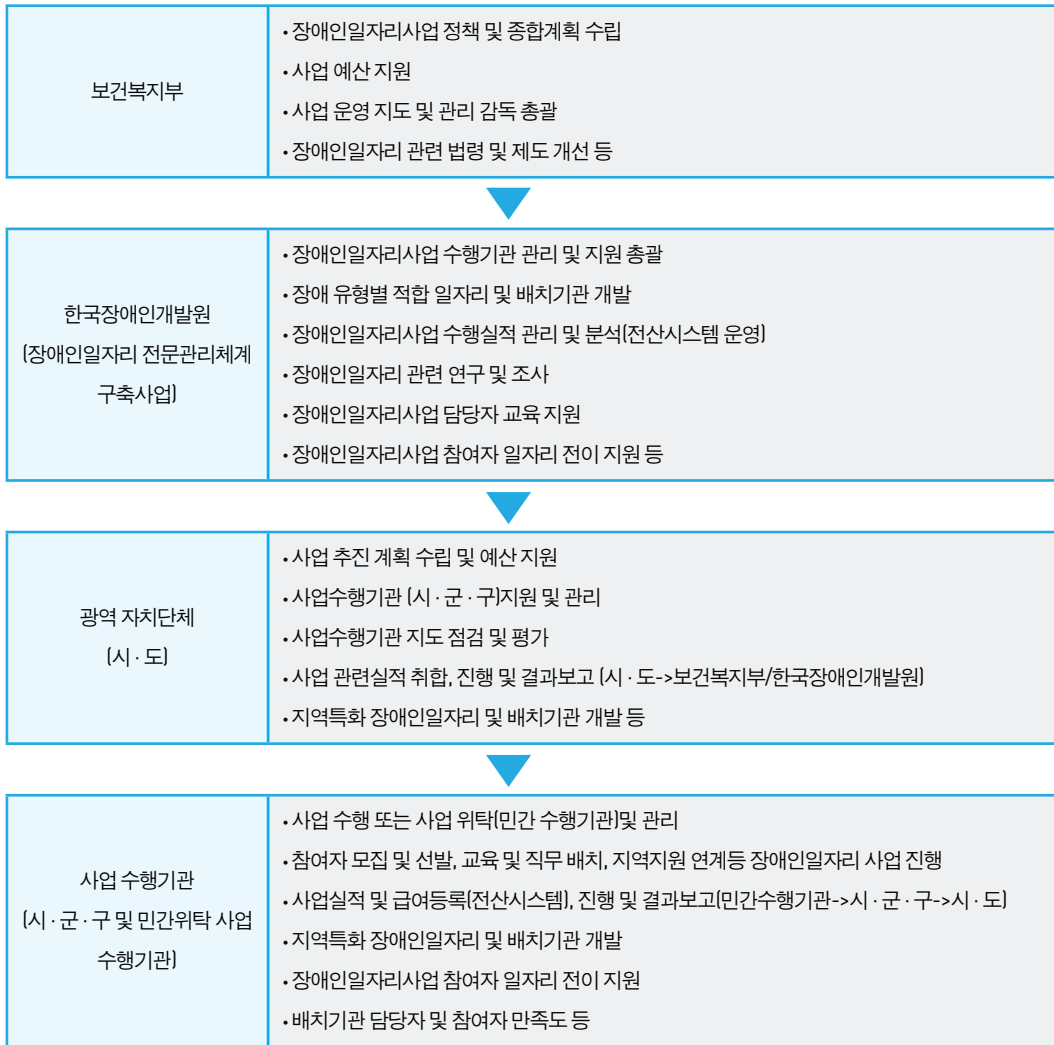 보건복지부
• 장애인일자리사업 정책 및 종합계획 수립
• 사업 예산 지원
• 사업 운영 지도 및 관리 감독 총괄
• 장애인일자리 관련 법령 및 제도 개선 등
한국장애인개발원
(장애인일자리 전문관리체계
구축사업)
• 장애인일자리사업 수행기관 관리 및 지원 총괄
• 장애 유형별 적합 일자리 및 배치기관 개발
• 장애인일자리사업 수행실적 관리 및 분석(전산시스템 운영)
• 장애인일자리 관련 연구 및 조사
• 장애인일자리사업 담당자 교육 지원
• 장애인일자리사업 참여자 일자리 전이 지원 등
광역 자치단체
(시 · 도)
• 사업 추진 계획 수립 및 예산 지원
• 사업수행기관 (시 · 군 · 구)지원 및 관리
• 사업수행기관 지도 점검 및 평가
• 사업 관련실적 취합, 진행 및 결과보고 (시 · 도->보건복지부/한국장애인개발원)
• 지역특화 장애인일자리 및 배치기관 개발 등
사업 수행기관
(시 · 군 · 구 및 민간위탁 사업
수행기관)
• 사업 수행 또는 사업 위탁(민간 수행기관)및 관리
• 참여자 모집 및 선발, 교육 및 직무 배치, 지역지원 연계등 장애인일자리 사업 진행
• 사업실적 및 급여등록(전산시스템), 진행 및 결과보고(민간수행기관->시 · 군 · 구->시 · 도)
• 지역특화 장애인일자리 및 배치기관 개발
• 장애인일자리사업 참여자 일자리 전이 지원
• 배치기관 담당자 및 참여자 만족도 등